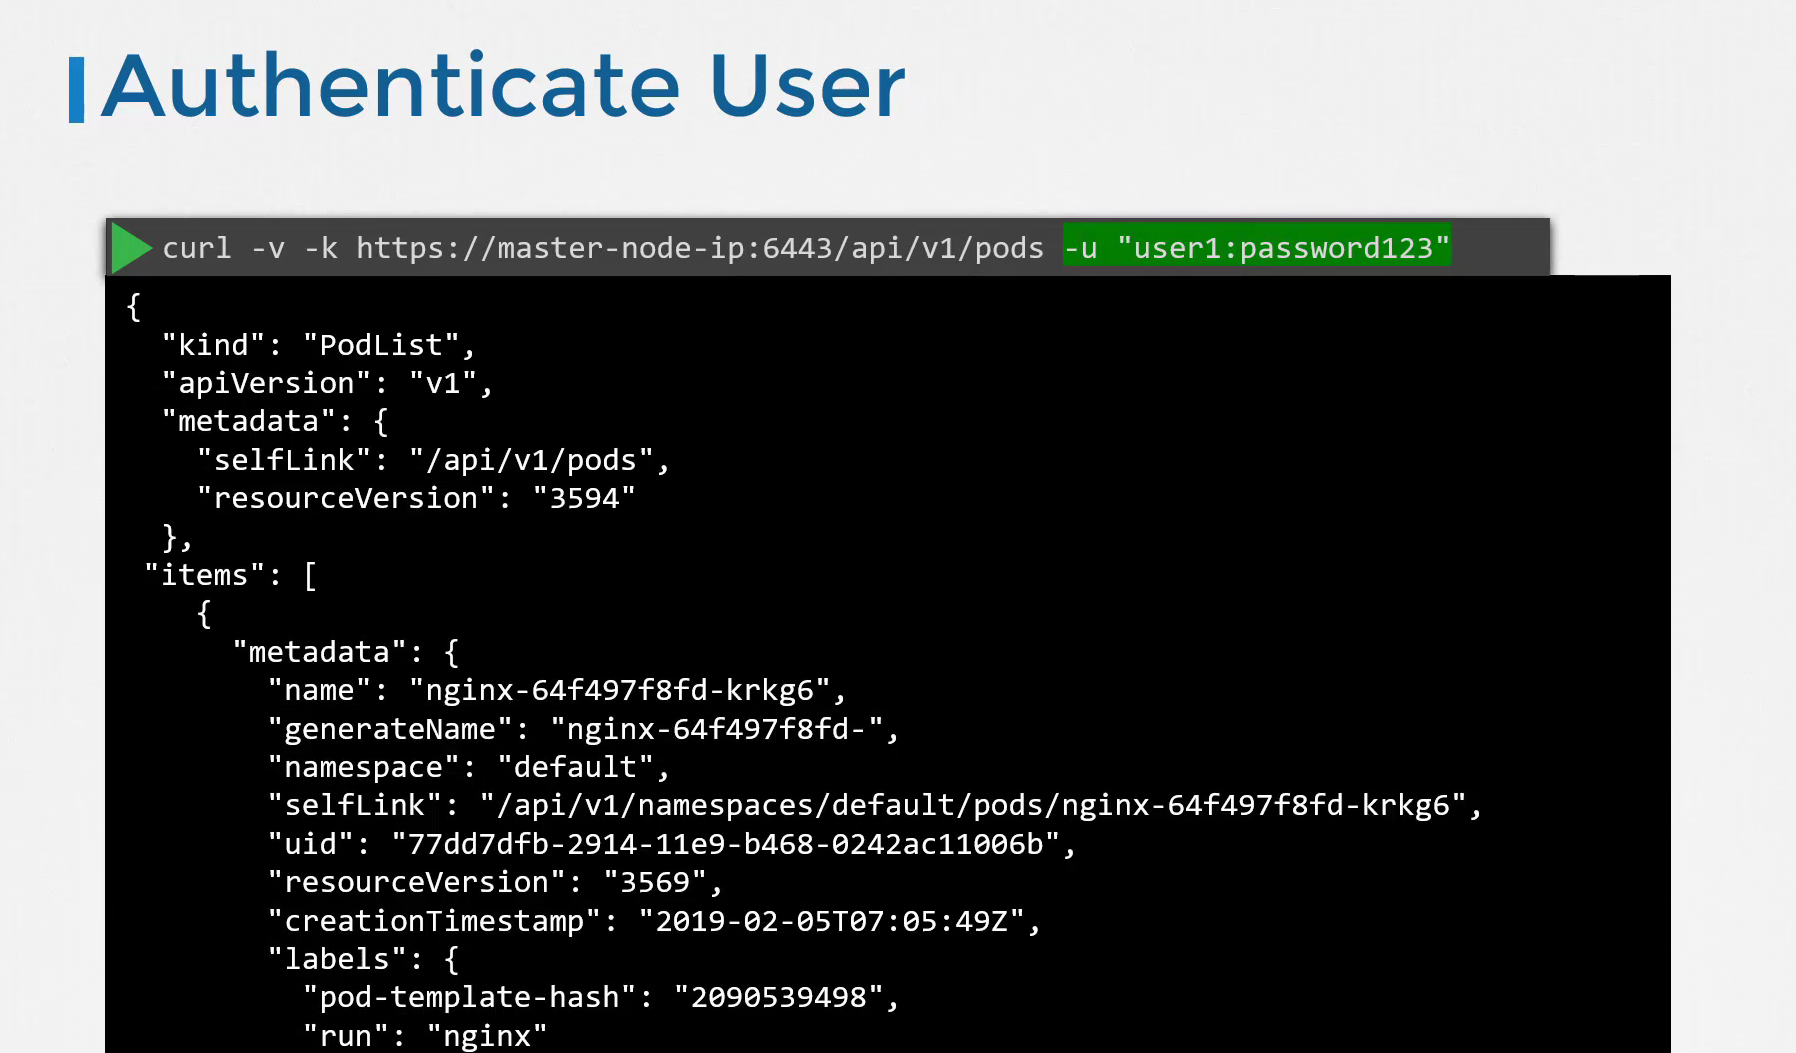 Authenticate User
curl -v -k https://master-node-ip:6443/api/v1/pods -u "user1:password123"
{
  "kind": "PodList",
  "apiVersion": "v1",
  "metadata": {
    "selfLink": "/api/v1/pods",
    "resourceVersion": "3594"
  },
 "items": [
    {
      "metadata": {
        "name": "nginx-64f497f8fd-krkg6",
        "generateName": "nginx-64f497f8fd-",
        "namespace": "default",
        "selfLink": "/api/v1/namespaces/default/pods/nginx-64f497f8fd-krkg6",
        "uid": "77dd7dfb-2914-11e9-b468-0242ac11006b",
        "resourceVersion": "3569",
        "creationTimestamp": "2019-02-05T07:05:49Z",
        "labels": {
          "pod-template-hash": "2090539498",
          "run": "nginx"